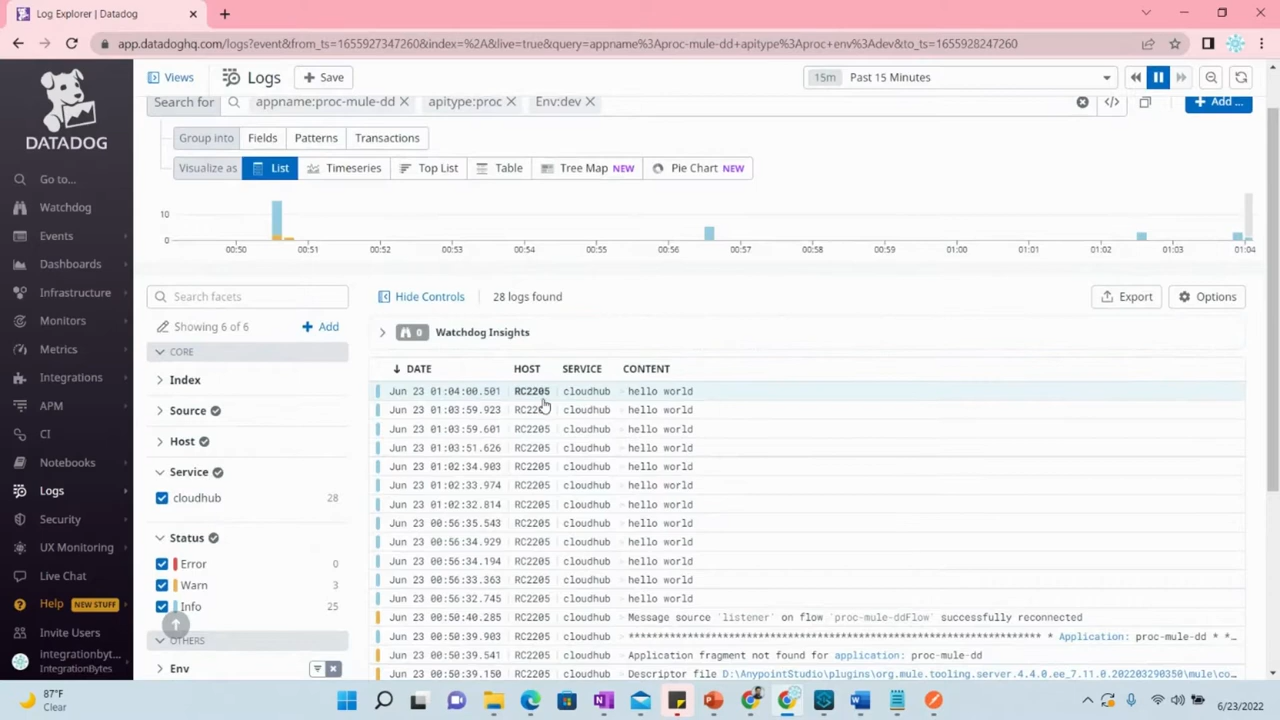 Log Explorer | Datadog
app.datadoghq.com/logs?event&from_ts=1655927347260&index=%2A&live=true&query=appname%3Aproc-mule-dd+apitype%3Aproc+env%3Adev&to_ts=1655928247260
DATADOG
Go to...
Watchdog
Events
Dashboards
Infrastructure
Monitors
Metrics
Integrations
APM
CI
Notebooks
Logs
Security
UX Monitoring
Live Chat
Help NEW STUFF
Invite Users
integrationbyt...
IntegrationBytes
Views Logs + Save 15m Past 15 Minutes
Search for appname:proc-mule-dd apitype:proc Env:dev </> + Add ...
Group into Fields Patterns Transactions
Visualize as List Timeseries Top List Table Tree Map NEW Pie Chart NEW
10
0
00:50 00:51 00:52 00:53 00:54 00:55 00:56 00:57 00:58 00:59 01:00 01:01 01:02 01:03 01:04
Search facets
Showing 6 of 6 + Add
CORE
Index
Source
Host
Service
cloudhub 28
Status
Error 0
Warn 3
Info 25
OTHERS
Env
Hide Controls 28 logs found Export Options
0 Watchdog Insights
DATE HOST SERVICE CONTENT
Jun 23 01:04:00.501 RC2205 cloudhub hello world
Jun 23 01:03:59.923 RC2205 cloudhub hello world
Jun 23 01:03:59.601 RC2205 cloudhub hello world
Jun 23 01:03:51.626 RC2205 cloudhub hello world
Jun 23 01:02:34.903 RC2205 cloudhub hello world
Jun 23 01:02:33.974 RC2205 cloudhub hello world
Jun 23 01:02:32.814 RC2205 cloudhub hello world
Jun 23 00:56:35.543 RC2205 cloudhub hello world
Jun 23 00:56:34.929 RC2205 cloudhub hello world
Jun 23 00:56:34.194 RC2205 cloudhub hello world
Jun 23 00:56:33.363 RC2205 cloudhub hello world
Jun 23 00:56:32.745 RC2205 cloudhub hello world
Jun 23 00:50:40.285 RC2205 cloudhub Message source `listener` on flow `proc-mule-ddFlow` successfully reconnected
Jun 23 00:50:39.903 RC2205 cloudhub ********************************************************************** * Application: proc-mule-dd * *…
Jun 23 00:50:39.541 RC2205 cloudhub Application fragment not found for application: proc-mule-dd
Jun 23 00:50:39.150 RC2205 cloudhub Descriptor file D:\AnypointStudio\plugins\org.mule.tooling.server.4.4.0.ee_7.11.0.202203290350\mule\co…
87°F
Clear
6/23/2022